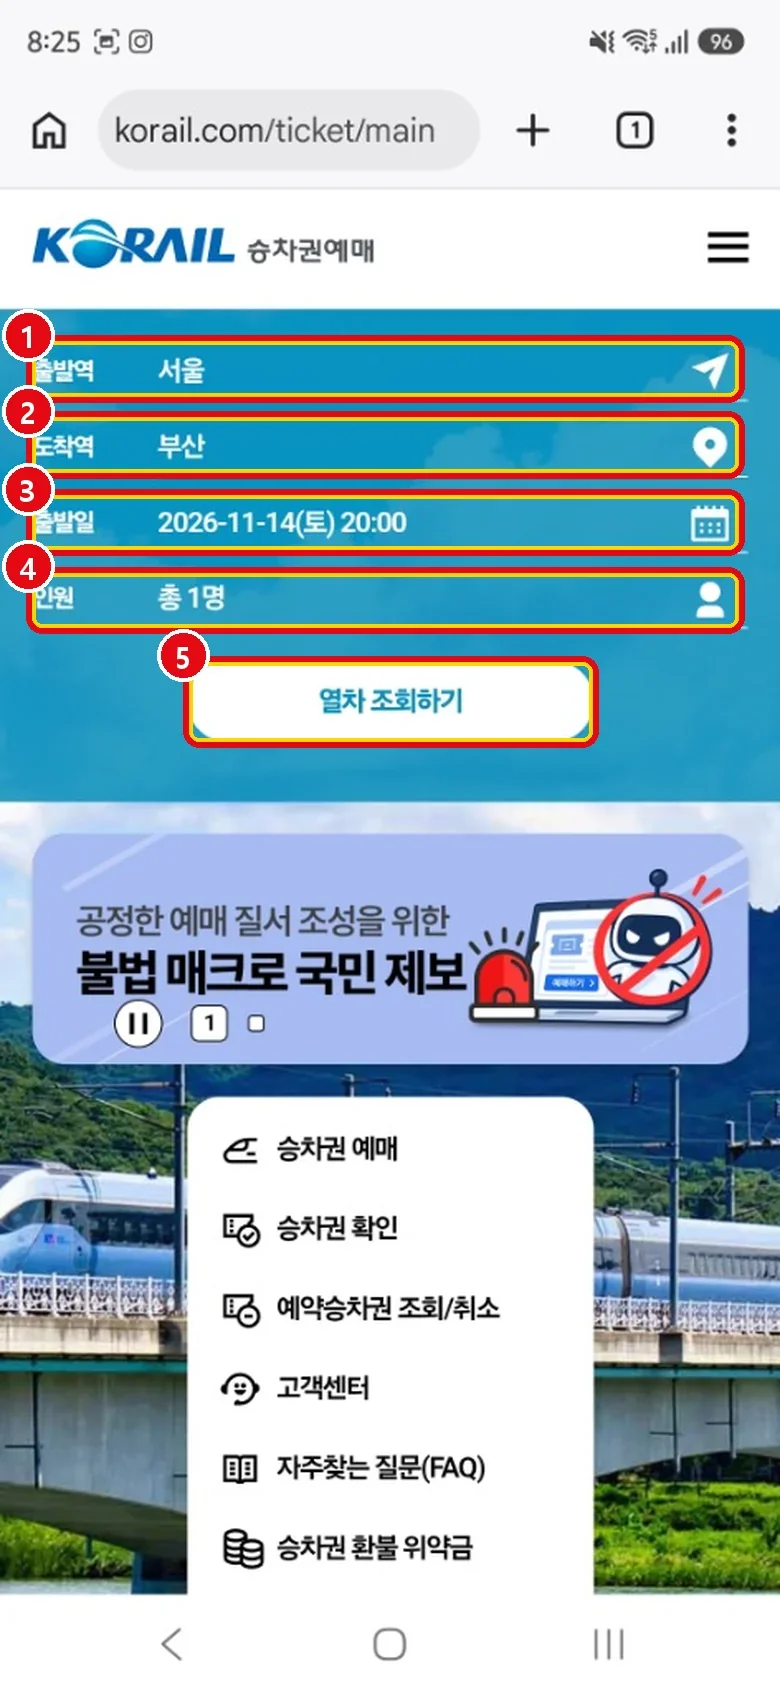 8:25
96
korail.com/ticket/main
1
KORAIL 승차권예매
1
출발역 서울
2
도착역 부산
3
출발일 2026-11-14(토) 20:00
4
인원 총 1명
5
열차 조회하기
공정한 예매 질서 조성을 위한
불법 매크로 국민 제보
예매하기 >
1
승차권 예매
승차권 확인
예약승차권 조회/취소
고객센터
자주찾는 질문(FAQ)
승차권 환불 위약금